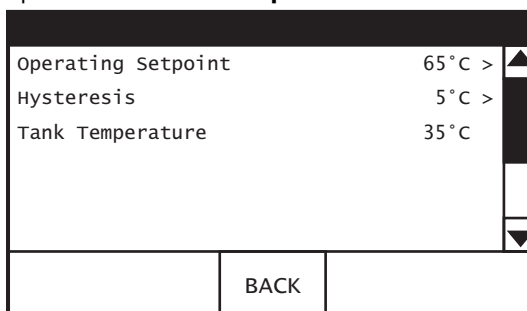 Operating Setpoint 65°C >
Hysteresis 5°C >
Tank Temperature 35°C
BACK